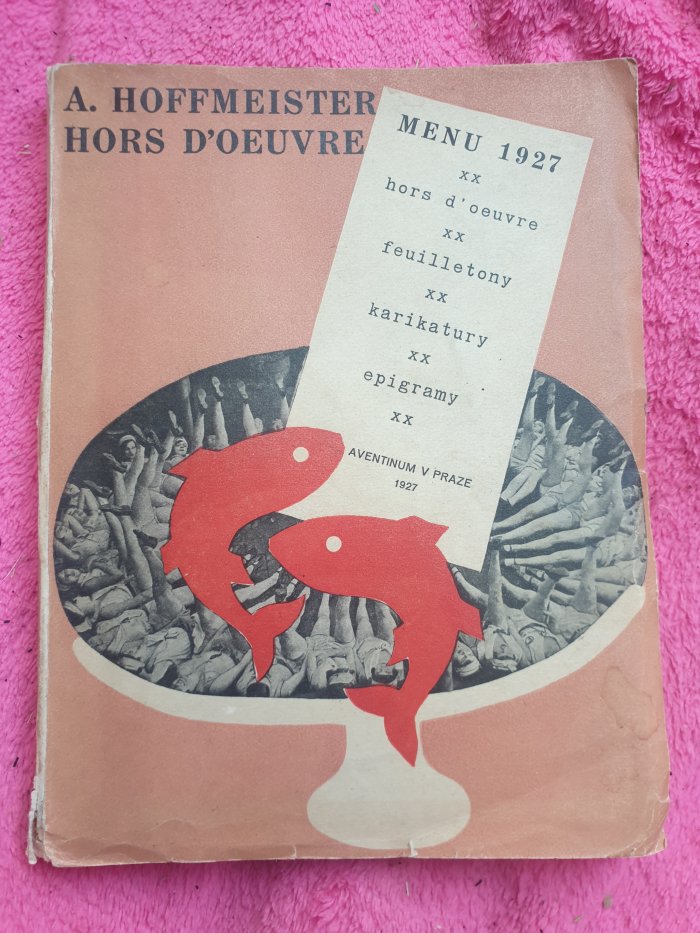 A. HOFFMEISTER
HORS D'OEUVRE
MENU 1927
xx
hors d'oeuvre
xx
feuilletony
xx
karikatury
xx
epigramy
xx
AVENTINUM V PRAZE
1927